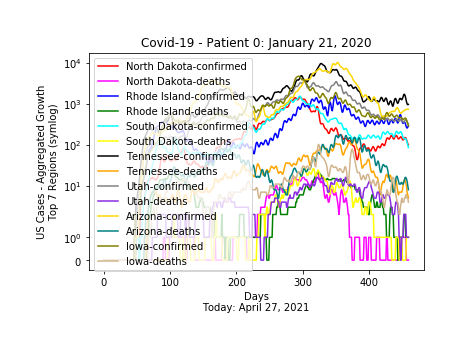 Covid-19 - Patient 0: January 21, 2020
US Cases - Aggregated Growth
Top 7 Regions (symlog)
10⁴
10³
10²
10¹
10⁰
0
North Dakota-confirmed
North Dakota-deaths
Rhode Island-confirmed
Rhode Island-deaths
South Dakota-confirmed
South Dakota-deaths
Tennessee-confirmed
Tennessee-deaths
Utah-confirmed
Utah-deaths
Arizona-confirmed
Arizona-deaths
Iowa-confirmed
Iowa-deaths
0 100 200 300 400
Days
Today: April 27, 2021